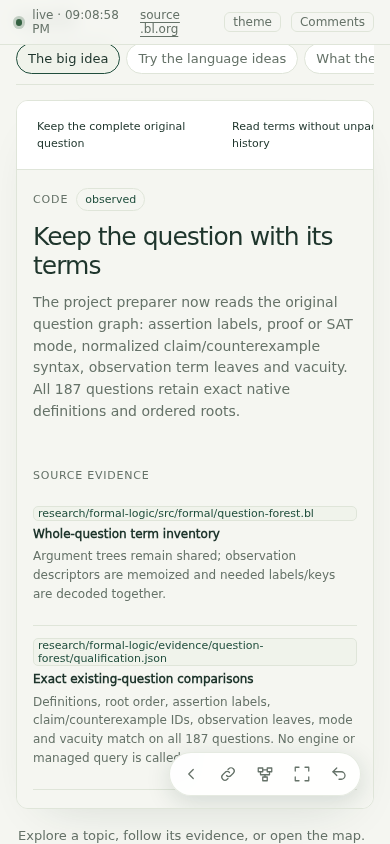 live · 09:08:58
PM
source
.bl.org
theme
Comments
The big idea
Try the language ideas
What the
Keep the complete original
question
Read terms without unpac
history
CODE observed
Keep the question with its
terms
The project preparer now reads the original
question graph: assertion labels, proof or SAT
mode, normalized claim/counterexample
syntax, observation term leaves and vacuity.
All 187 questions retain exact native
definitions and ordered roots.
SOURCE EVIDENCE
research/formal-logic/src/formal/question-forest.bl
Whole-question term inventory
Argument trees remain shared; observation
descriptors are memoized and needed labels/keys
are decoded together.
research/formal-logic/evidence/question-
forest/qualification.json
Exact existing-question comparisons
Definitions, root order, assertion labels,
claim/counterexample IDs, observation leaves, mode
and vacuity match on all 187 questions. No engine or
managed query is called
Explore a topic, follow its evidence, or open the map.